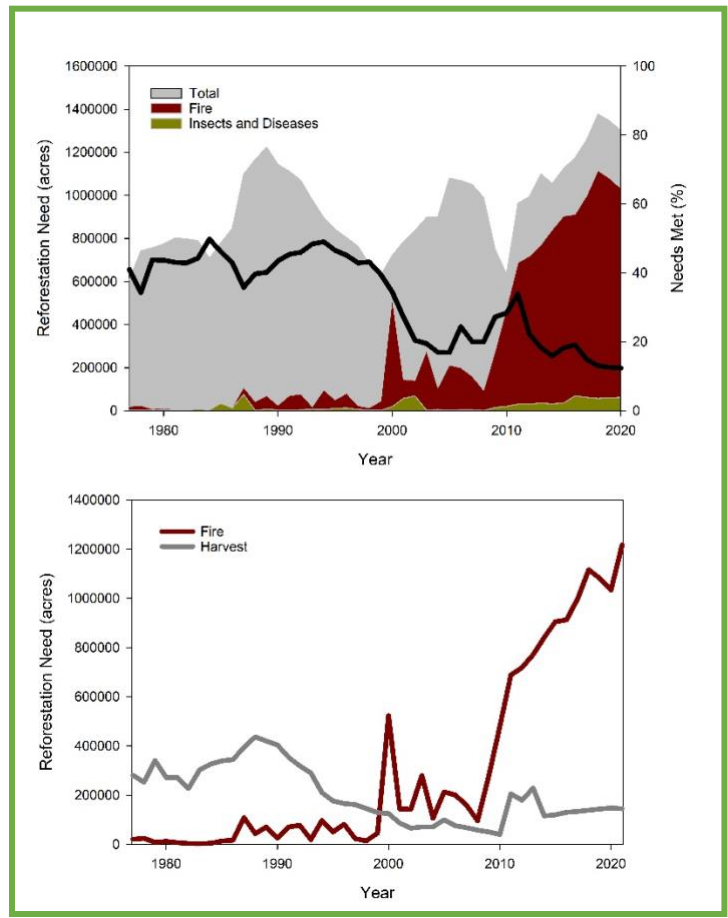 1600000
1400000
1200000
1000000
800000
600000
400000
200000
0
Reforestation Need (acres)
Total
Fire
Insects and Diseases
100
80
60
40
20
0
Needs Met (%)
1980 1990 2000 2010 2020
Year
1400000
1200000
1000000
800000
600000
400000
200000
0
Reforestation Need (acres)
Fire
Harvest
1980 1990 2000 2010 2020
Year